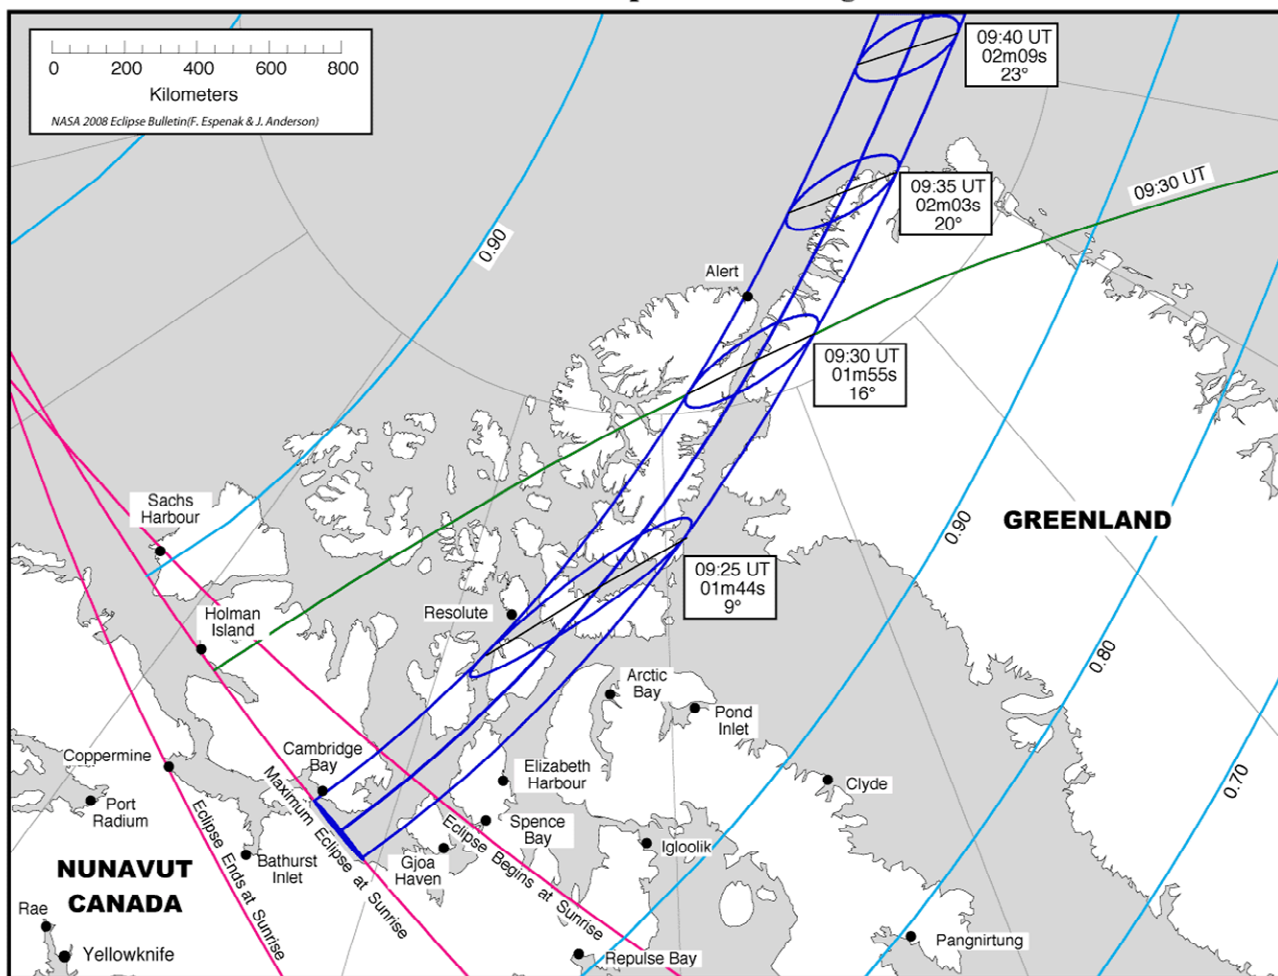 0 200 400 600 800
Kilometers
NASA 2008 Eclipse Bulletin(F. Espenak & J. Anderson)
09:40 UT
02m09s
23°
09:35 UT
02m03s
20°
09:30 UT
0.90
Alert
09:30 UT
01m55s
16°
Sachs
Harbour
GREENLAND
0.90
09:25 UT
01m44s
9°
Resolute
Holman
Island
0.80
Arctic
Bay
Pond
Inlet
Cambridge
Bay
Coppermine
Elizabeth
Harbour
Clyde
0.70
Port
Radium
Maximum Eclipse at Sunrise
Eclipse Ends at Sunrise
Eclipse Begins at Sunrise
Spence
Bay
Igloolik
Bathurst
Inlet
Gjoa
Haven
NUNAVUT
CANADA
Rae
Yellowknife
Repulse Bay
Pangnirtung